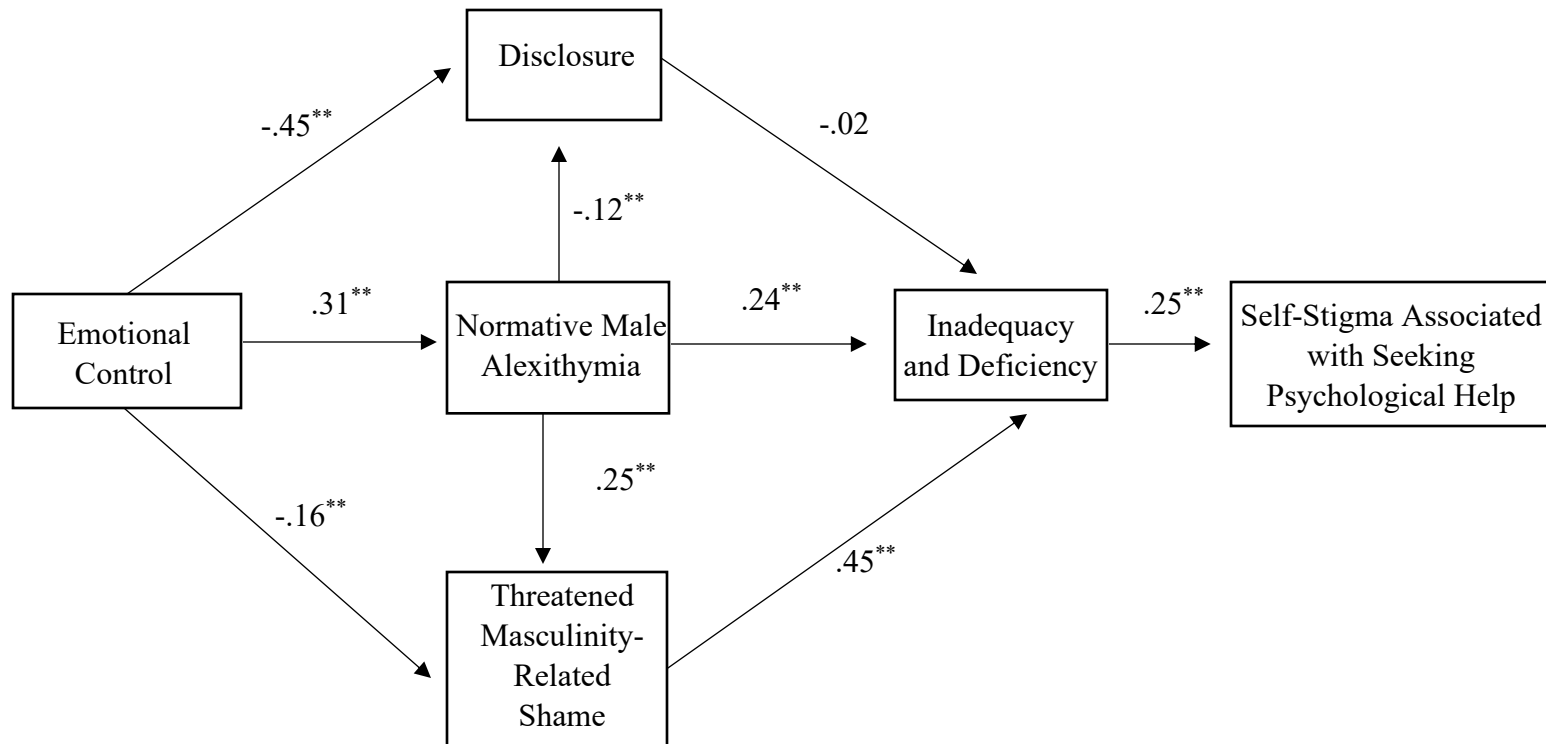 Disclosure
-.45**
-.02
-.12**
Emotional
Control
.31**
Normative Male
Alexithymia
.24**
Inadequacy
and Deficiency
.25**
Self-Stigma Associated
with Seeking
Psychological Help
.25**
-.16**
.45**
Threatened
Masculinity-
Related
Shame